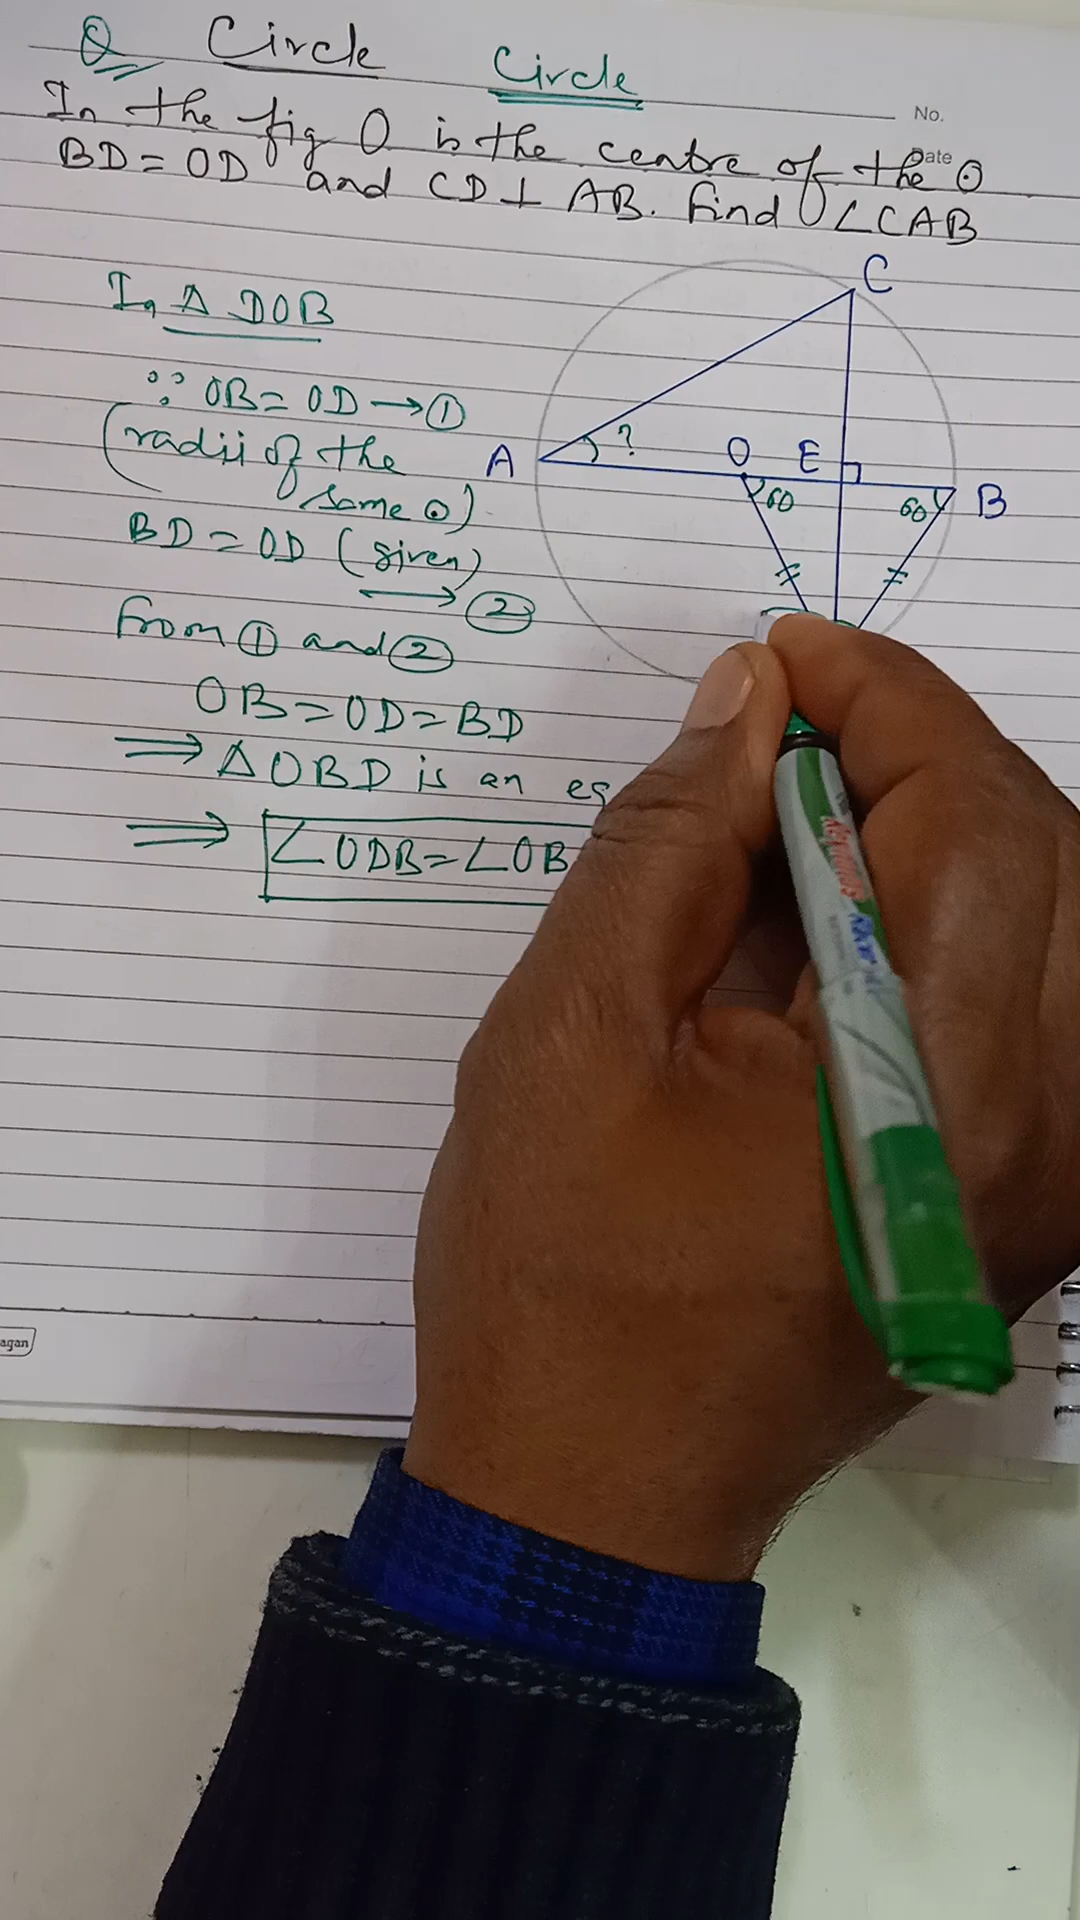 Q Circle Circle
No.
Date
In the fig O is the centre of the ⊙
BD = OD and CD ⊥ AB. Find ∠CAB
In Δ DOB
∵ OB = OD → ①
(radii of the
same ⊙)
BD = OD (given)
→ ②
From ① and ②
OB = OD = BD
⇒ Δ OBD is an eq
⇒ ∠ODB = ∠OB
C
A ? O E B
60 60
agan